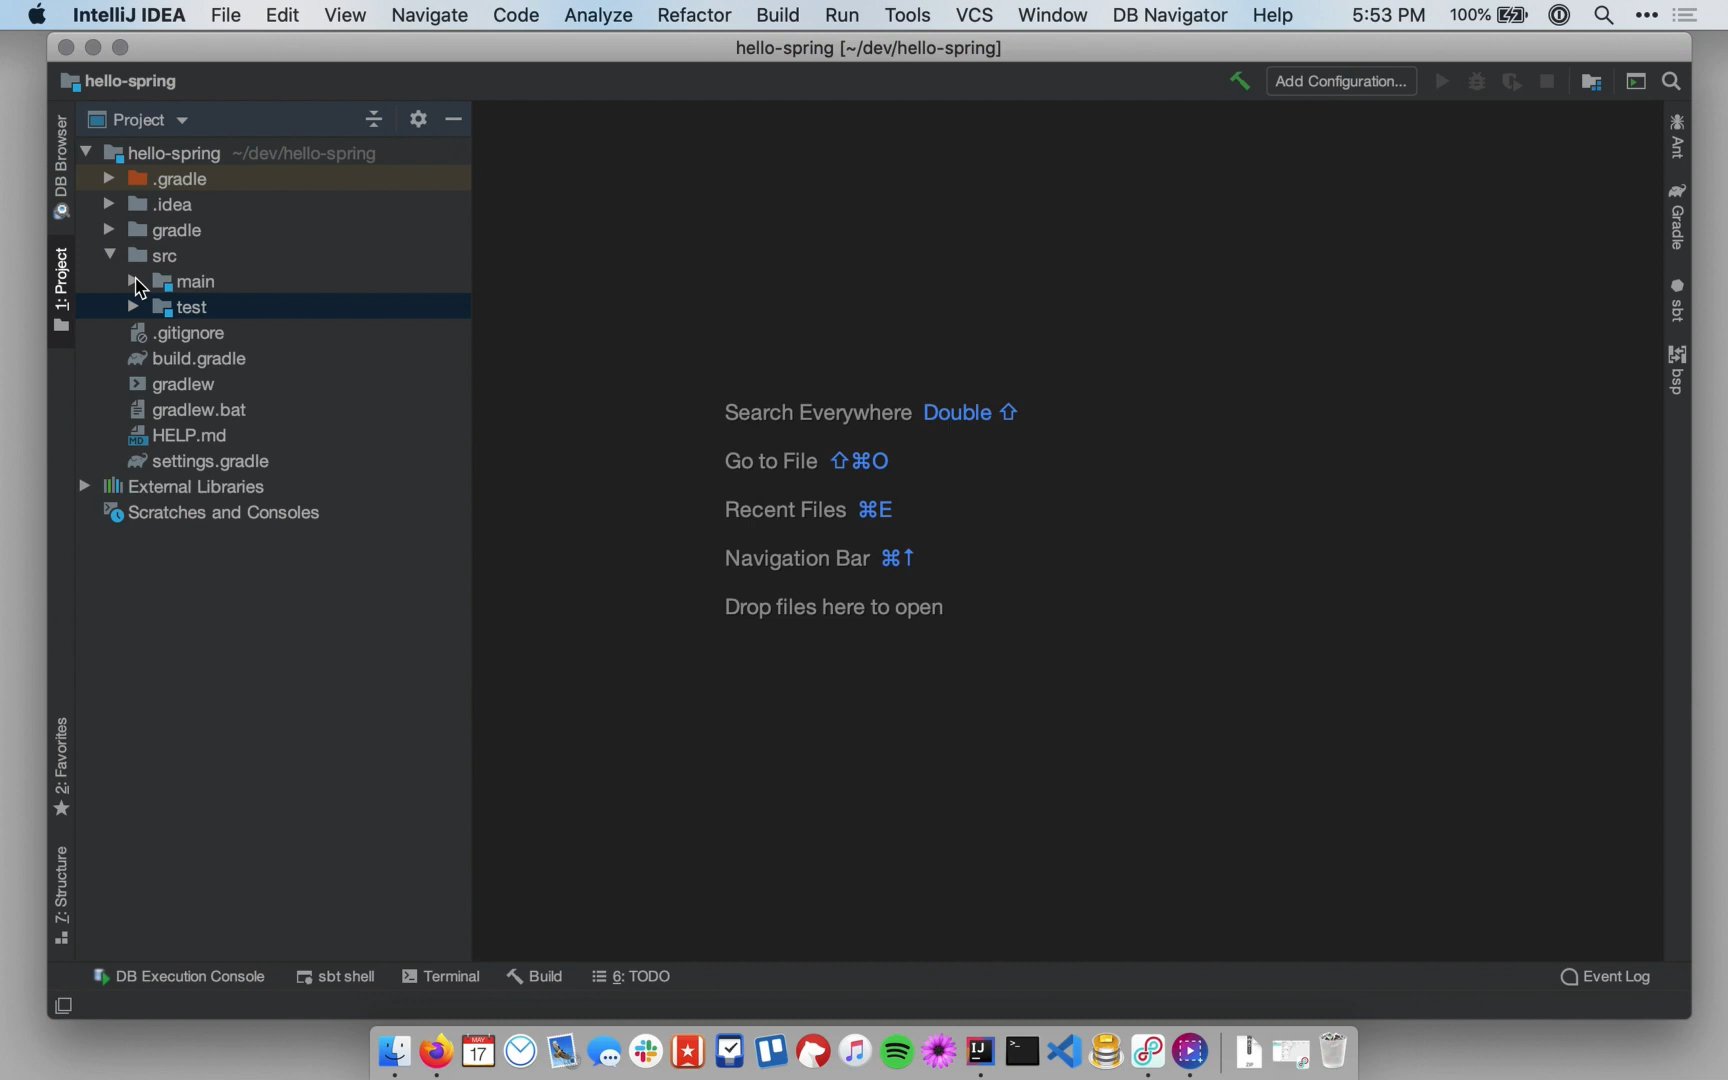 IntelliJ IDEA File Edit View Navigate Code Analyze Refactor Build Run Tools VCS Window DB Navigator Help 5:53 PM 100%
hello-spring [~/dev/hello-spring]
hello-spring
Add Configuration...
Project
hello-spring ~/dev/hello-spring
.gradle
.idea
gradle
src
main
test
.gitignore
build.gradle
gradlew
gradlew.bat
HELP.md
settings.gradle
External Libraries
Scratches and Consoles
DB Browser
1: Project
2: Favorites
7: Structure
Search Everywhere Double ⇧
Go to File ⇧⌘O
Recent Files ⌘E
Navigation Bar ⌘↑
Drop files here to open
Ant
Gradle
sbt
bsp
DB Execution Console sbt shell Terminal Build 6: TODO Event Log
MAY
17
IJ
ZIP